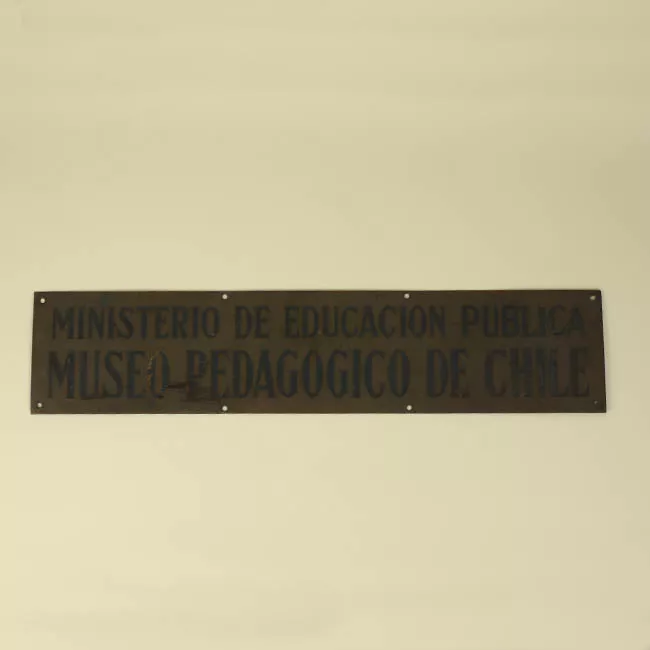 MINISTERIO DE EDUCACION PUBLICA
MUSEO PEDAGOGICO DE CHILE